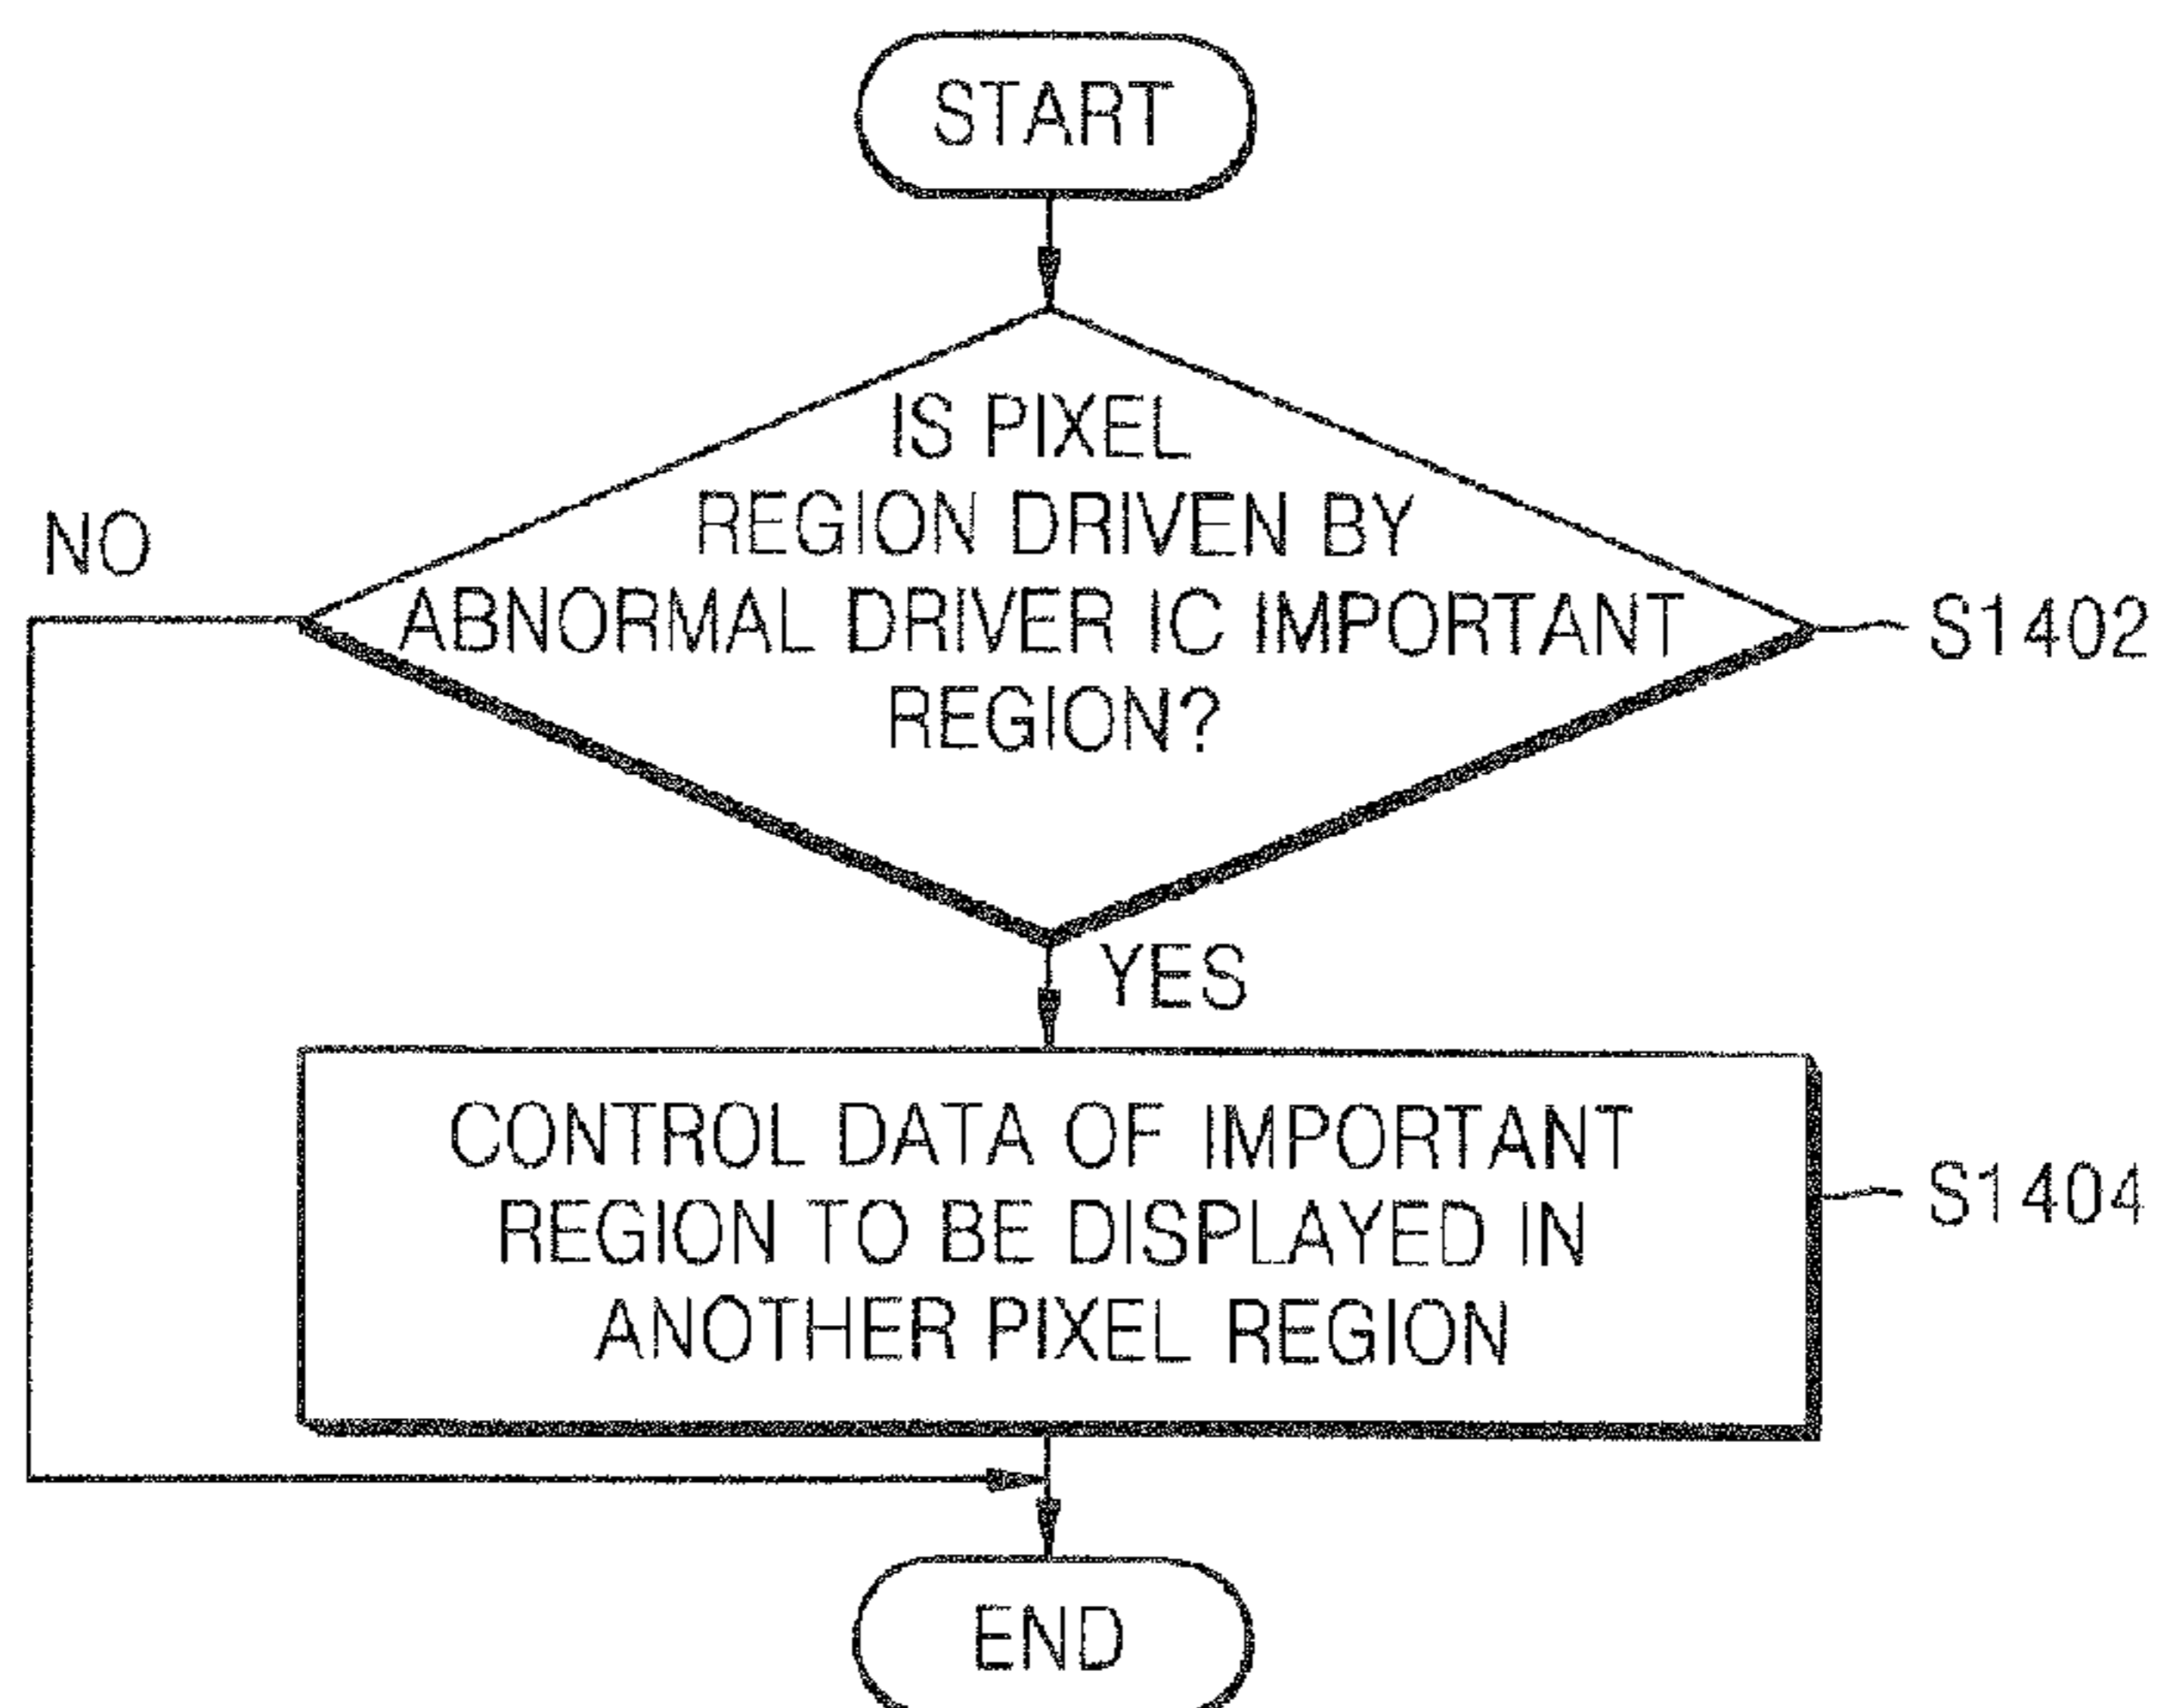 START
IS PIXEL
REGION DRIVEN BY
ABNORMAL DRIVER IC IMPORTANT
REGION?
NO
S1402
YES
CONTROL DATA OF IMPORTANT
REGION TO BE DISPLAYED IN
ANOTHER PIXEL REGION
S1404
END